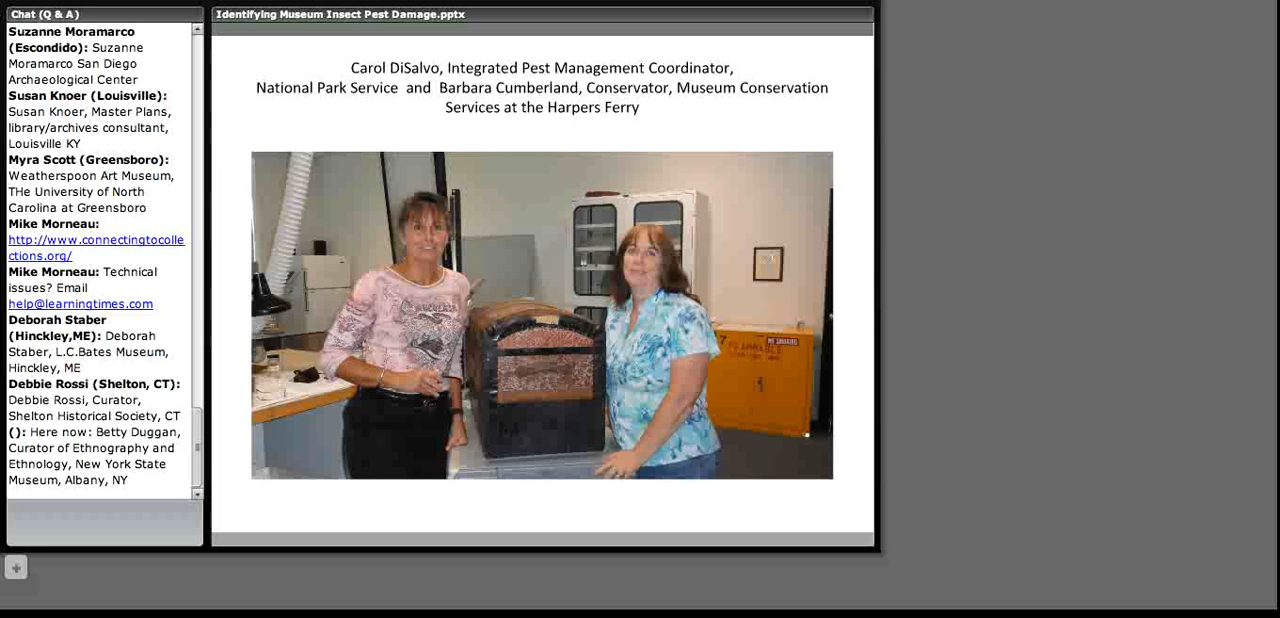 Chat (Q & A)
Suzanne Moramarco
(Escondido): Suzanne
Moramarco San Diego
Archaeological Center
Susan Knoer (Louisville):
Susan Knoer, Master Plans,
library/archives consultant,
Louisville KY
Myra Scott (Greensboro):
Weatherspoon Art Museum,
THe University of North
Carolina at Greensboro
Mike Morneau:
http://www.connectingtocolle
ctions.org/
Mike Morneau: Technical
issues? Email
help@learningtimes.com
Deborah Staber
(Hinckley,ME): Deborah
Staber, L.C.Bates Museum,
Hinckley, ME
Debbie Rossi (Shelton, CT):
Debbie Rossi, Curator,
Shelton Historical Society, CT
(): Here now: Betty Duggan,
Curator of Ethnography and
Ethnology, New York State
Museum, Albany, NY
Identifying Museum Insect Pest Damage.pptx
Carol DiSalvo, Integrated Pest Management Coordinator,
National Park Service and Barbara Cumberland, Conservator, Museum Conservation
Services at the Harpers Ferry
7
NO SMOKING
FLAMMABLE